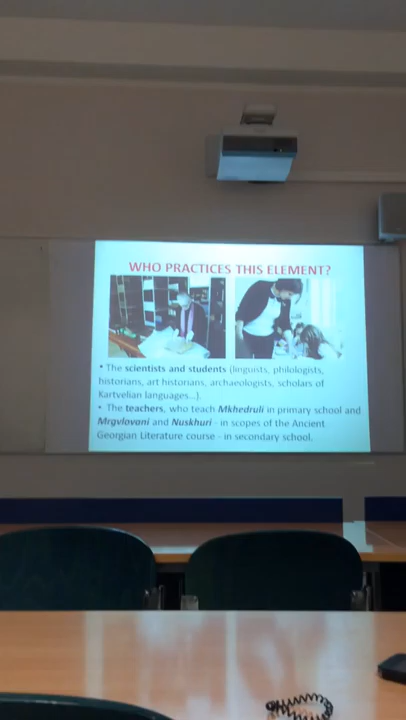 WHO PRACTICES THIS ELEMENT?
• The scientists and students (linguists, philologists,
historians, art historians, archaeologists, scholars of
Kartvelian languages...).
• The teachers, who teach Mkhedruli in primary school and
Mrgvlovani and Nuskhuri - in scopes of the Ancient
Georgian Literature course - in secondary school.